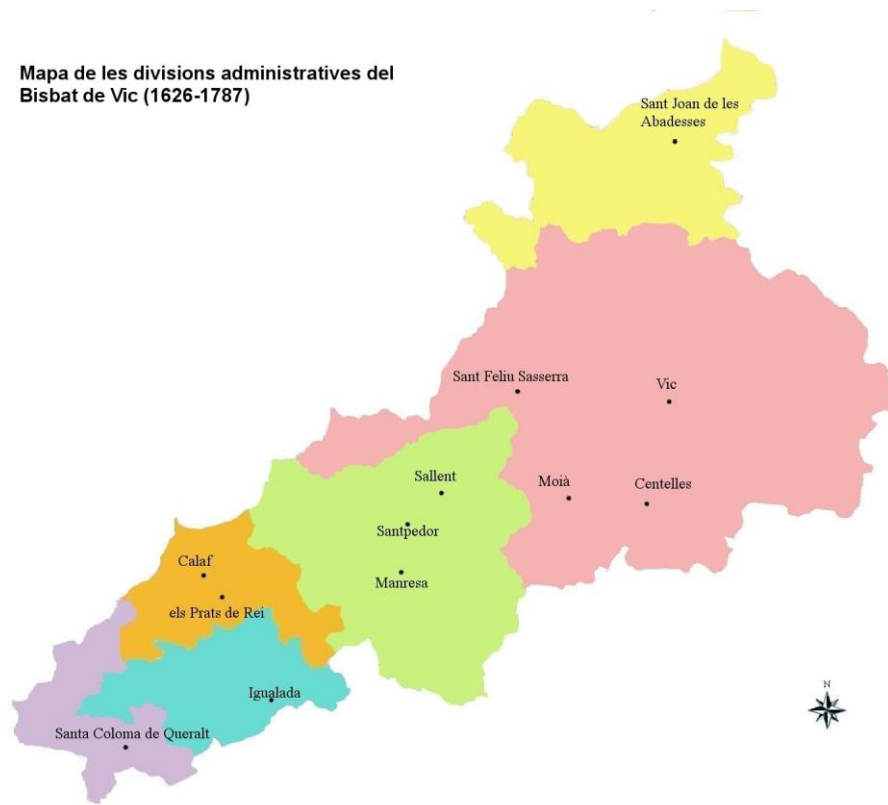 Mapa de les divisions administratives del
Bisbat de Vic (1626-1787)
Sant Joan de les
Abadesses
Sant Feliu Sasserra
Vic
Sallent
Moià
Centelles
Santpedor
Calaf
Manresa
els Prats de Rei
Igualada
N
Santa Coloma de Queralt